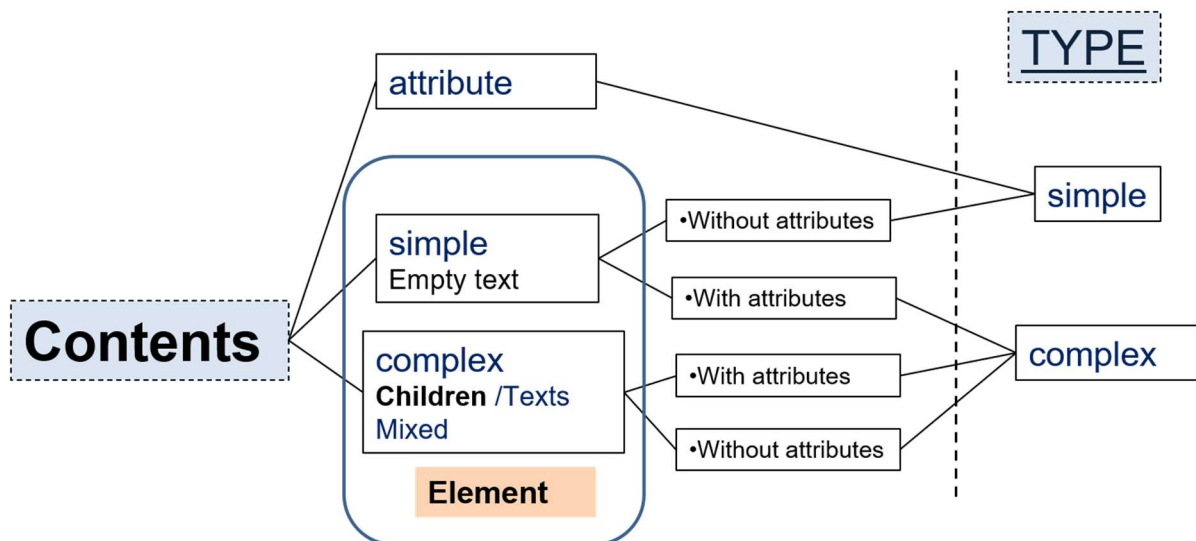 TYPE
attribute
simple
•Without attributes
simple
Empty text
•With attributes
Contents
complex
complex
Children /Texts
Mixed
•With attributes
•Without attributes
Element